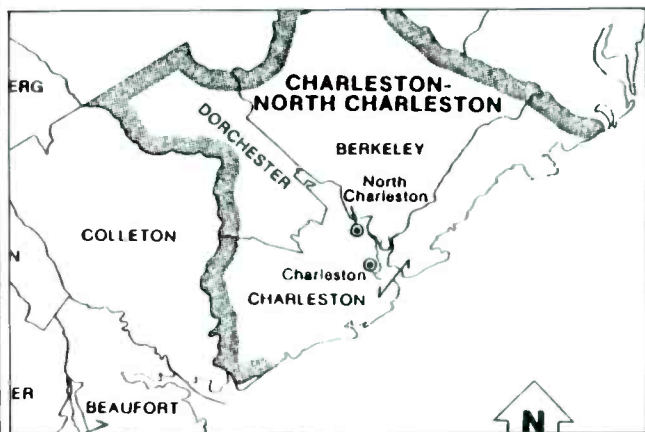 ERG
CHARLESTON-
NORTH CHARLESTON
DORCHESTER
BERKELEY
North
Charleston
COLLETON
N
Charleston
CHARLESTON
ER
BEAUFORT
N